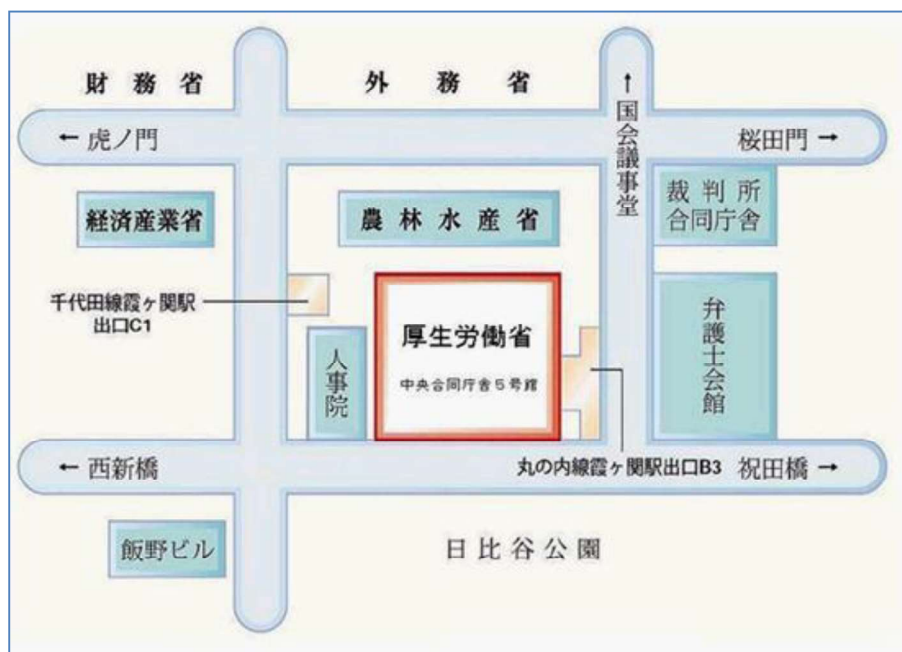 財務省
外務省
↑国会議事堂
← 虎ノ門
桜田門 →
経済産業省
農林水産省
裁判所
合同庁舎
千代田線霞ヶ関駅
出口C1
人事院
厚生労働省
中央合同庁舎5号館
弁護士会館
← 西新橋
丸の内線霞ヶ関駅出口B3
祝田橋 →
飯野ビル
日比谷公園